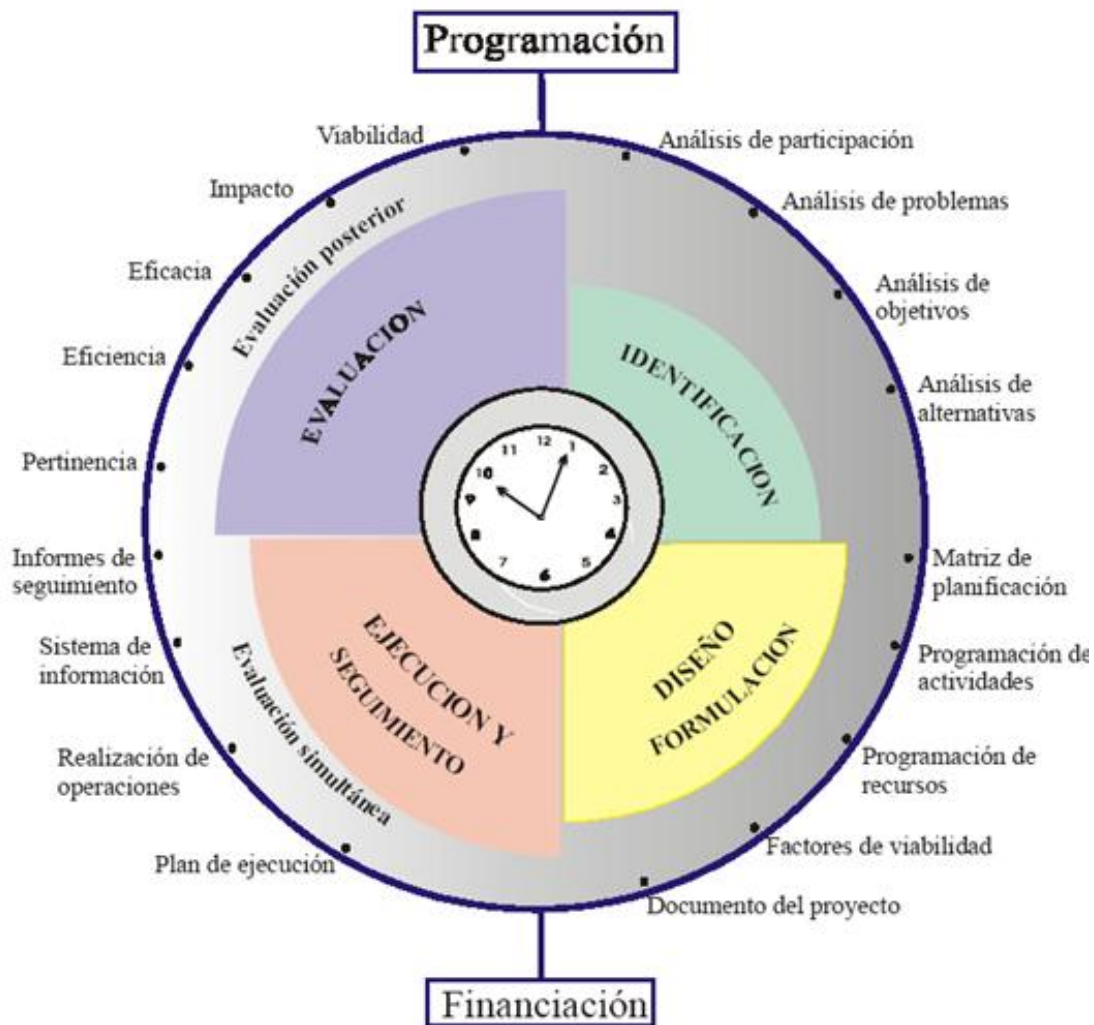 Programación
Viabilidad
Análisis de participación
Impacto
Análisis de problemas
Evaluación posterior
Eficacia
Análisis de
objetivos
EVALUACION
IDENTIFICACION
Eficiencia
Análisis de
alternativas
Pertinencia
12
1
2
3
4
5
6
7
8
9
10
11
Informes de
seguimiento
Matriz de
planificación
Sistema de
información
EJECUCION Y
SEGUIMIENTO
DISEÑO
FORMULACION
Programación de
actividades
Evaluación simultánea
Realización de
operaciones
Programación de
recursos
Plan de ejecución
Factores de viabilidad
Documento del proyecto
Financiación